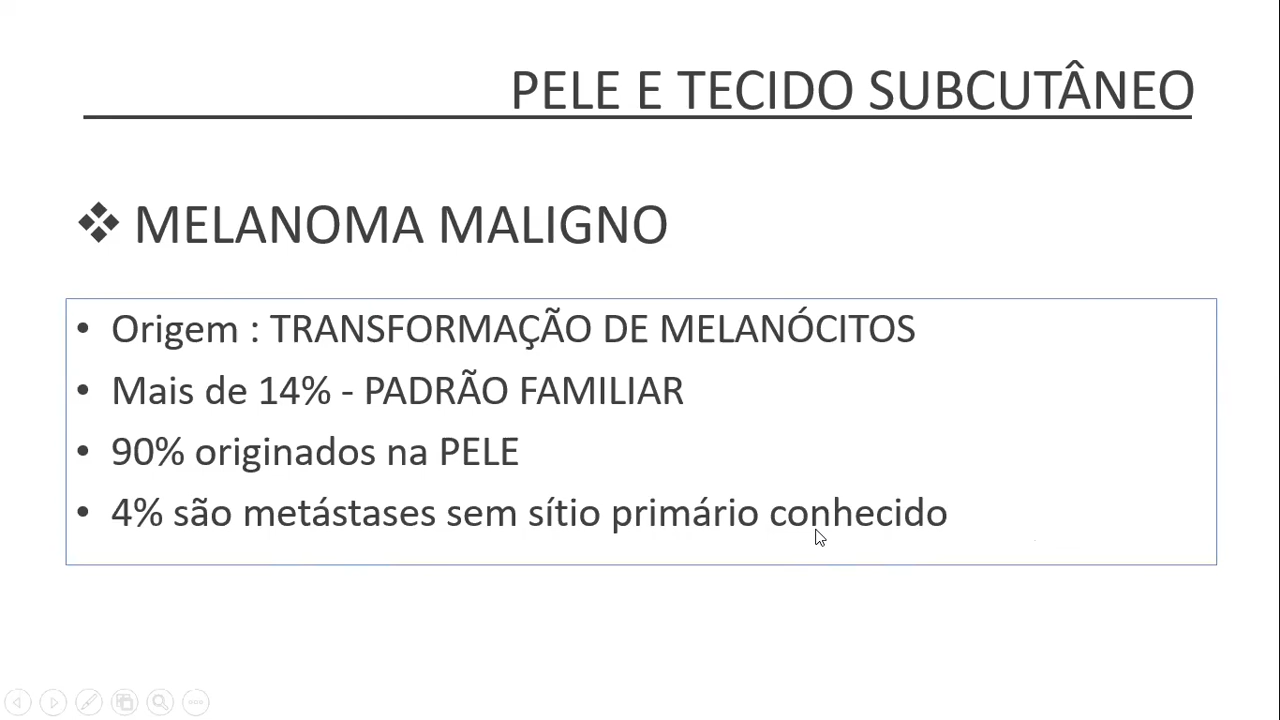 PELE E TECIDO SUBCUTÂNEO
❖ MELANOMA MALIGNO
• Origem : TRANSFORMAÇÃO DE MELANÓCITOS
• Mais de 14% - PADRÃO FAMILIAR
• 90% originados na PELE
• 4% são metástases sem sítio primário conhecido